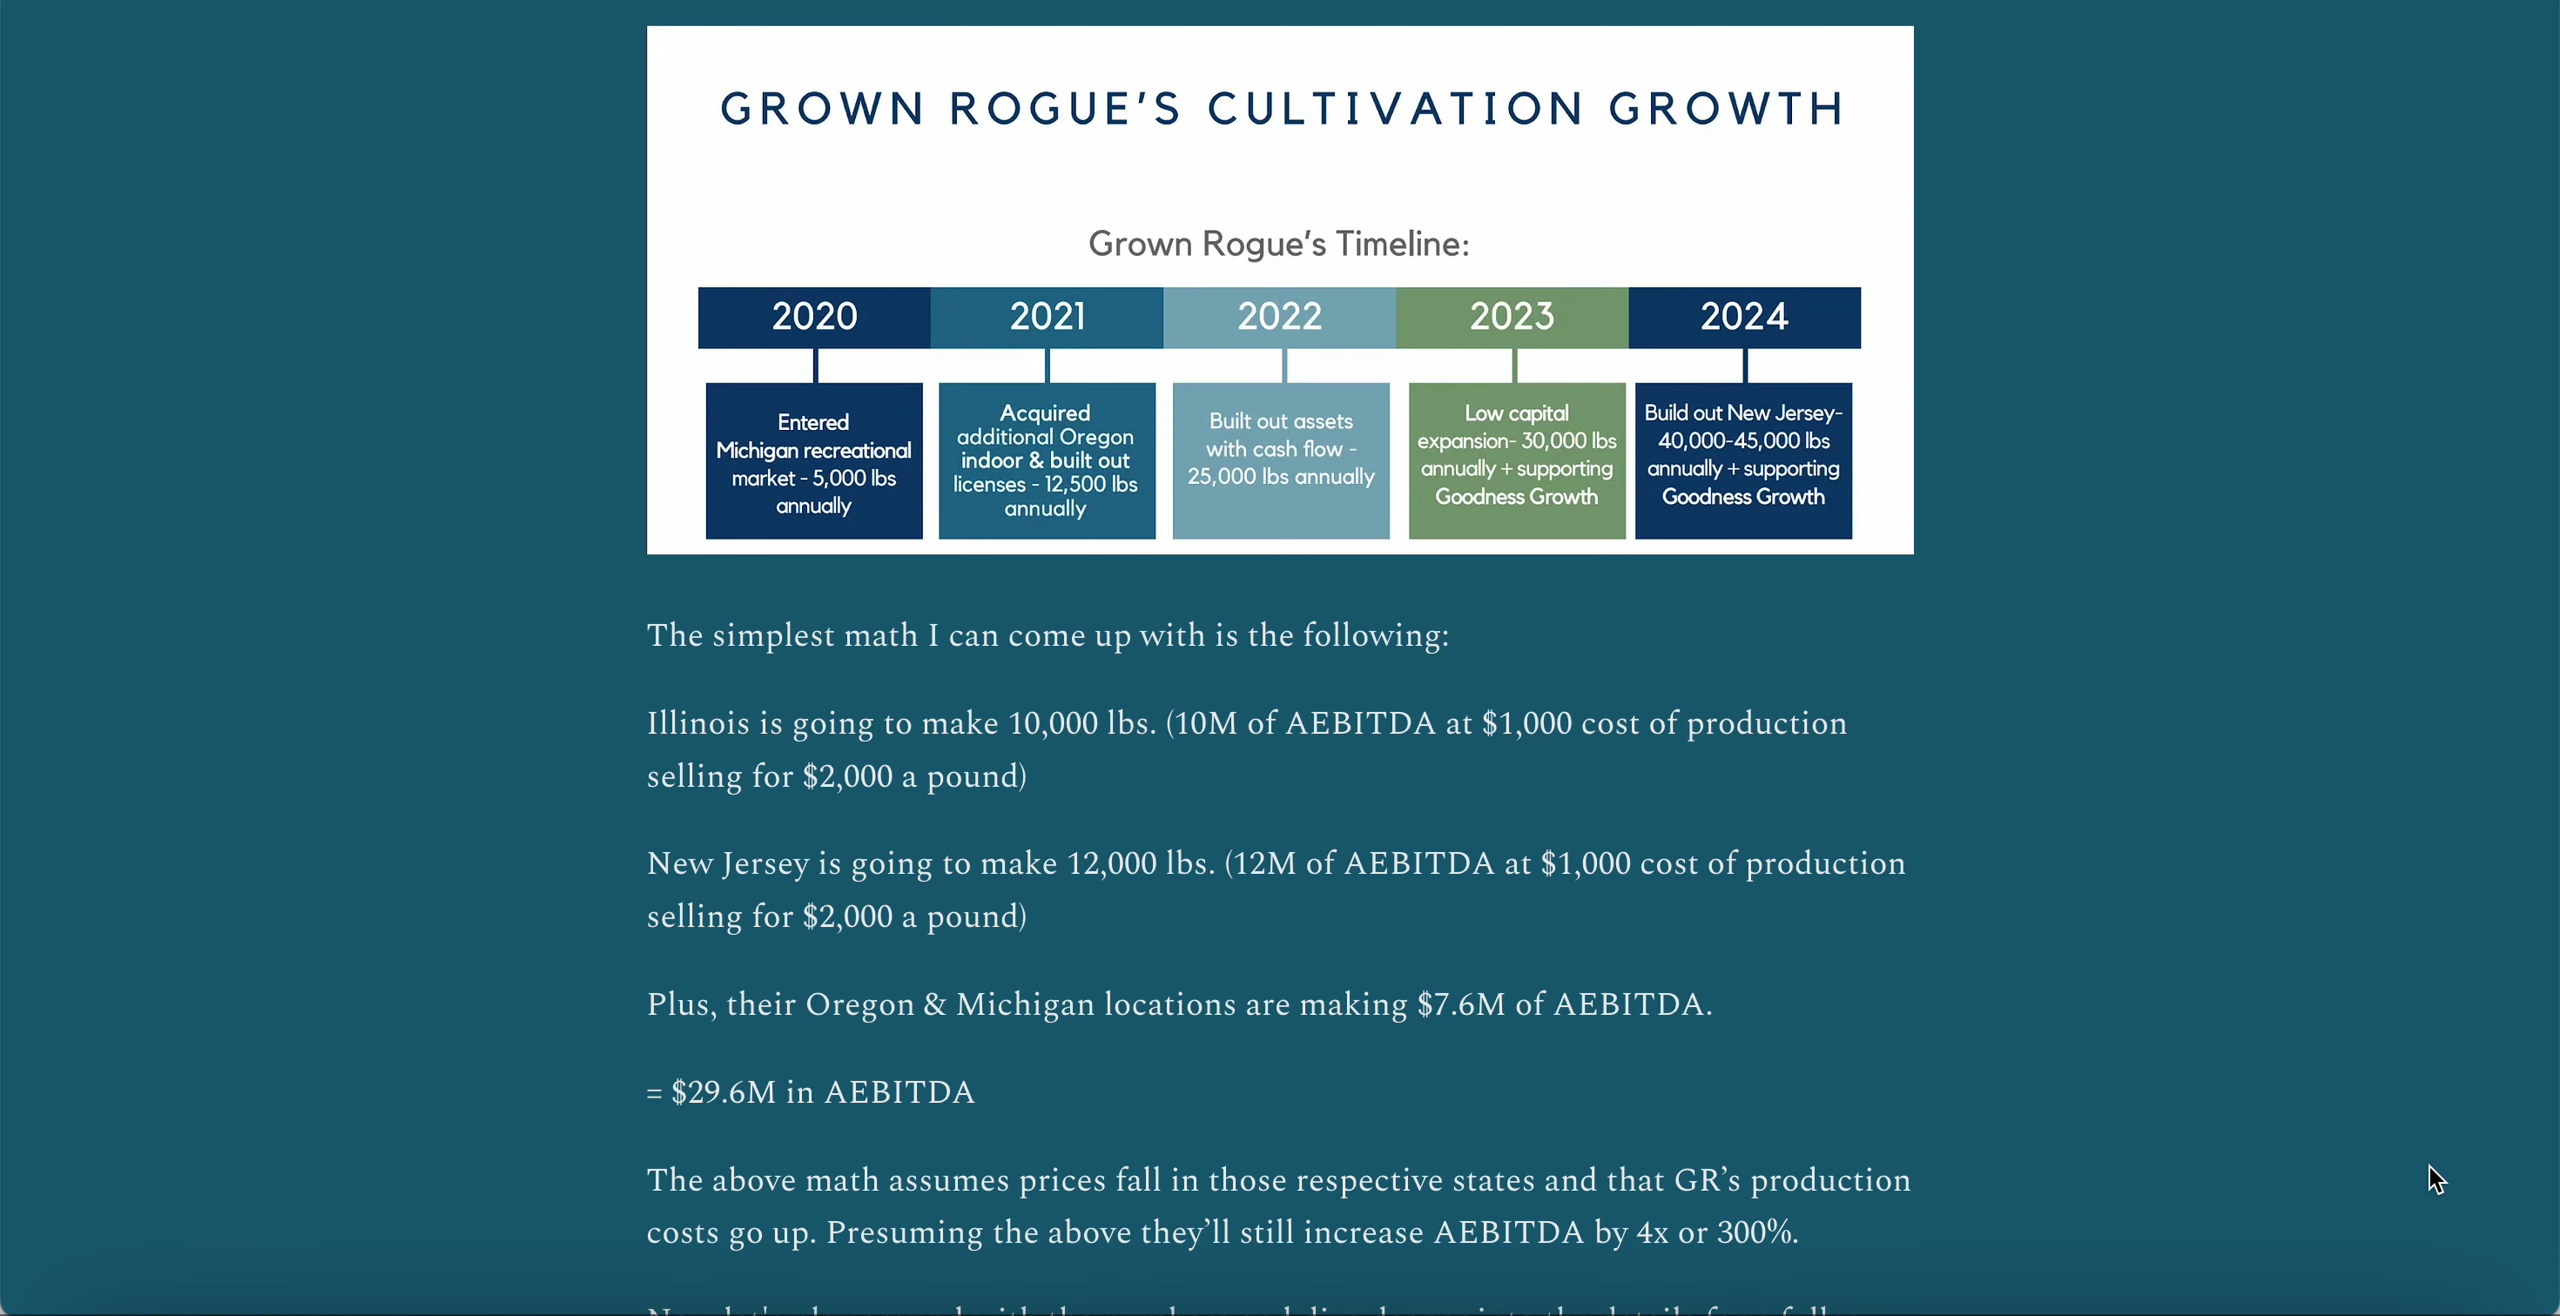 GROWN ROGUE'S CULTIVATION GROWTH
Grown Rogue's Timeline:
2020
2021
2022
2023
2024
Entered
Michigan recreational
market - 5,000 lbs
annually
Acquired
additional Oregon
indoor & built out
licenses - 12,500 lbs
annually
Built out assets
with cash flow -
25,000 lbs annually
Low capital
expansion- 30,000 lbs
annually + supporting
Goodness Growth
Build out New Jersey-
40,000-45,000 lbs
annually + supporting
Goodness Growth
The simplest math I can come up with is the following:
Illinois is going to make 10,000 lbs. (10M of AEBITDA at $1,000 cost of production
selling for $2,000 a pound)
New Jersey is going to make 12,000 lbs. (12M of AEBITDA at $1,000 cost of production
selling for $2,000 a pound)
Plus, their Oregon & Michigan locations are making $7.6M of AEBITDA.
= $29.6M in AEBITDA
The above math assumes prices fall in those respective states and that GR’s production
costs go up. Presuming the above they’ll still increase AEBITDA by 4x or 300%.